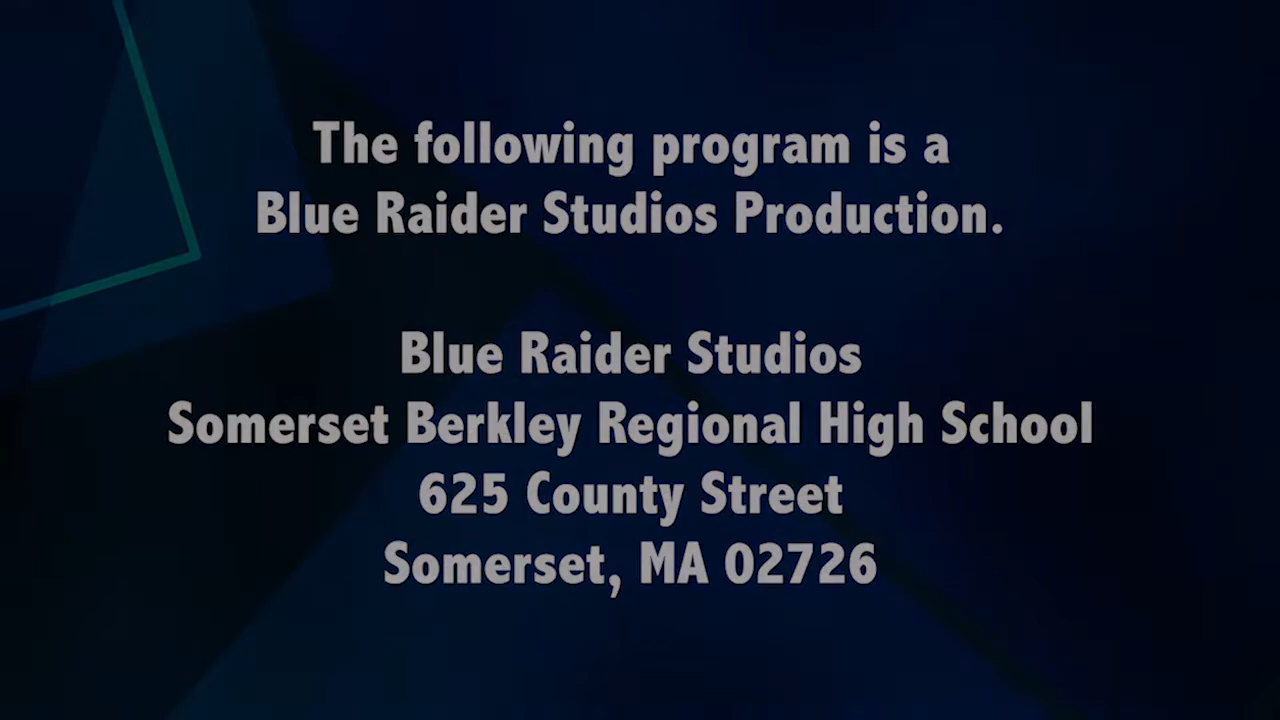 The following program is a
Blue Raider Studios Production.
Blue Raider Studios
Somerset Berkley Regional High School
625 County Street
Somerset, MA 02726